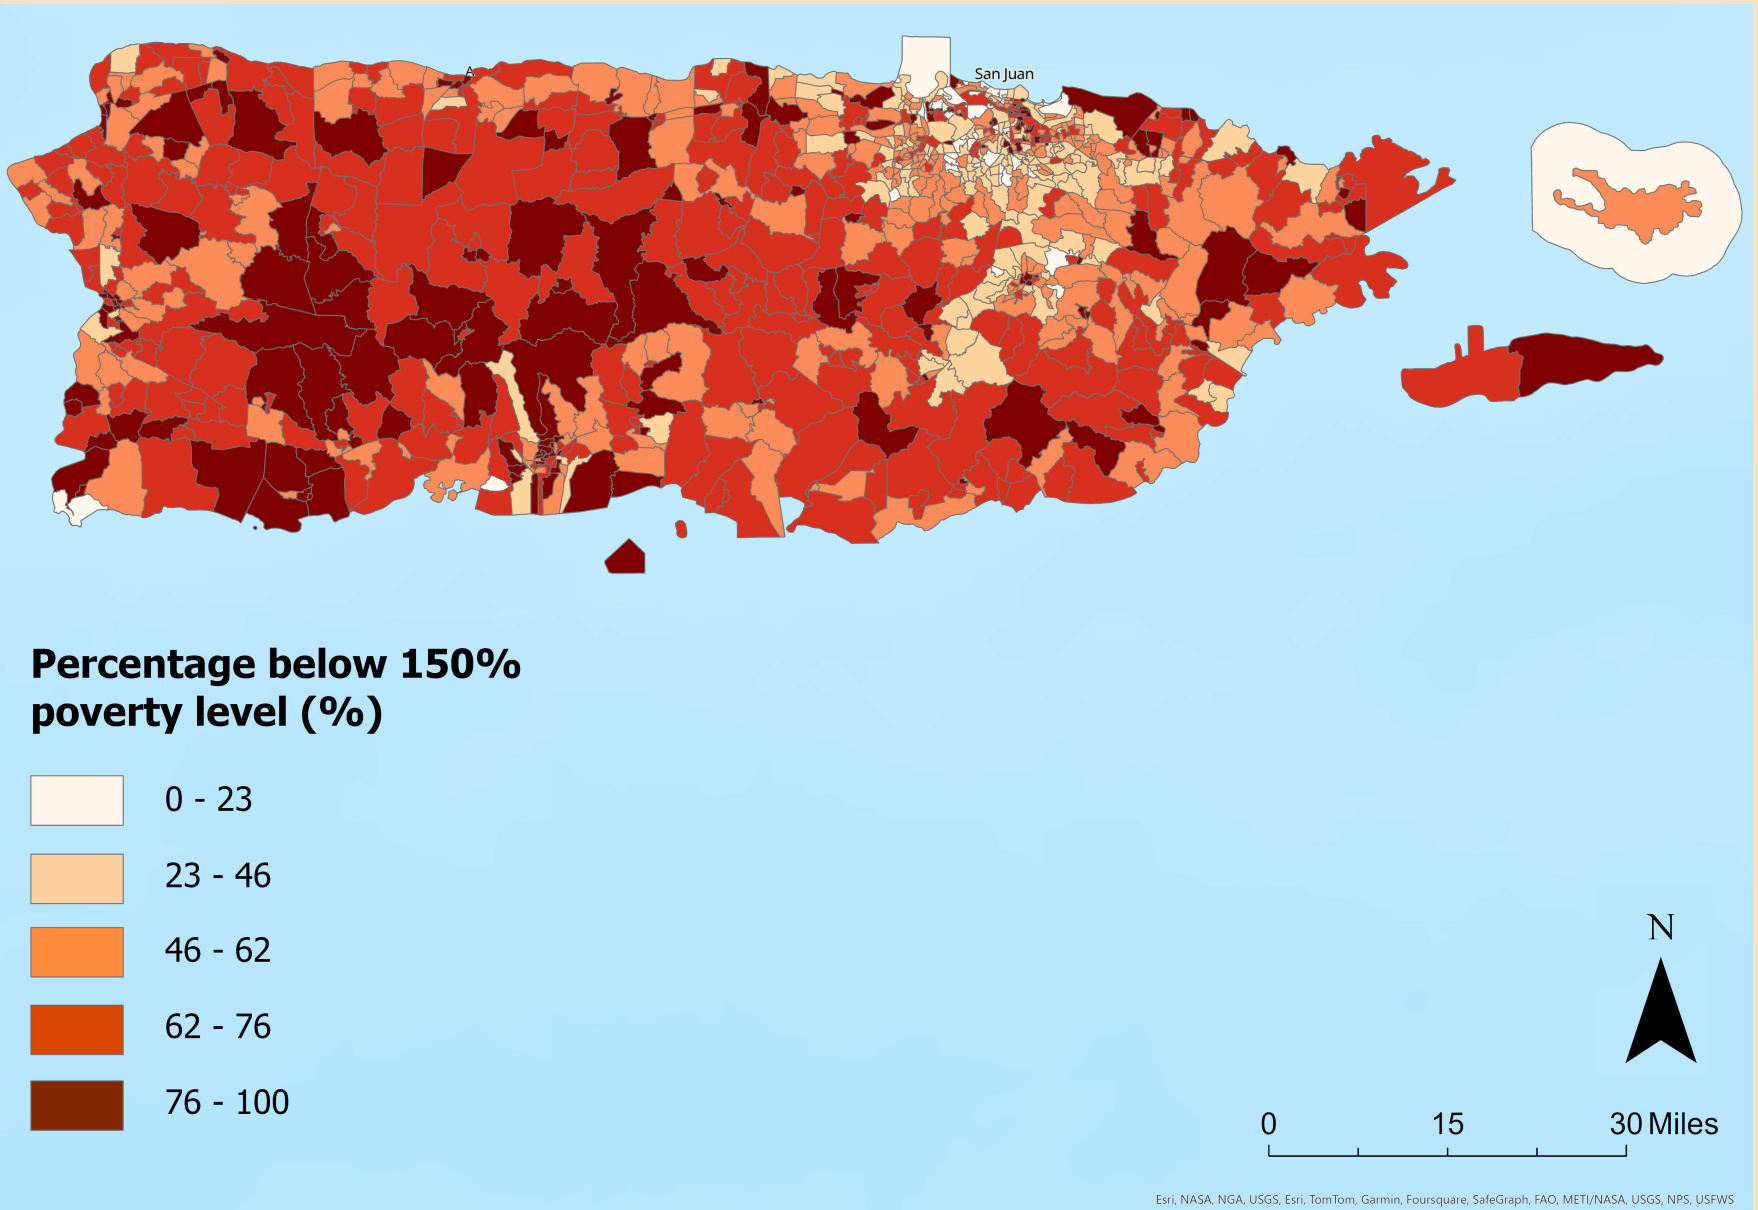 A
San Juan
Percentage below 150%
poverty level (%)
0 - 23
23 - 46
46 - 62
62 - 76
76 - 100
N
0 15 30 Miles
Esri, NASA, NGA, USGS, Esri, TomTom, Garmin, Foursquare, SafeGraph, FAO, METI/NASA, USGS, NPS, USFWS